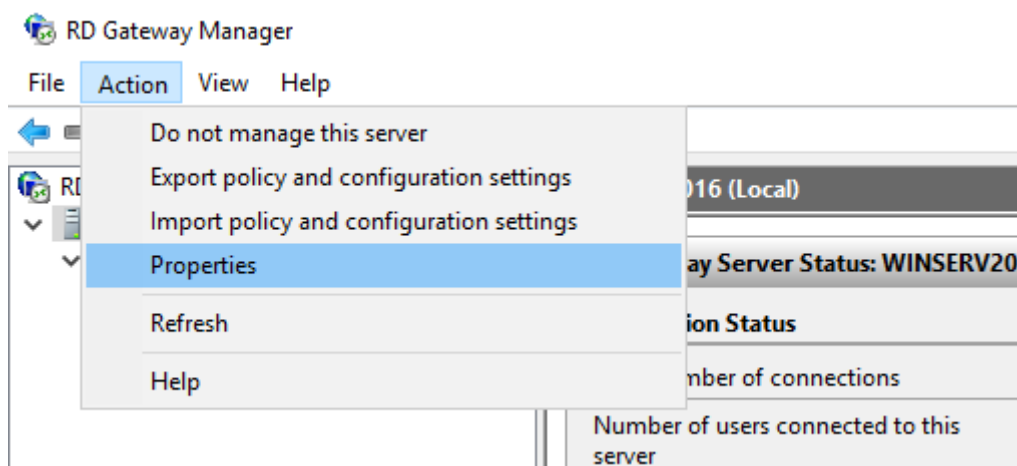 RD Gateway Manager
File Action View Help
Do not manage this server
Export policy and configuration settings
Import policy and configuration settings
Properties
Refresh
Help
RD
016 (Local)
ay Server Status: WINSERV20
ion Status
mber of connections
Number of users connected to this
server